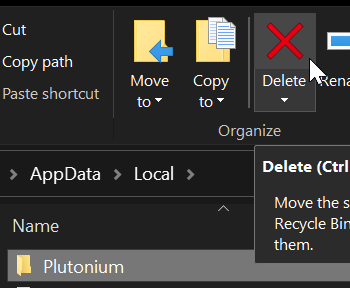 Cut
Copy path
Paste shortcut
Move to
Copy to
Delete
Organize
AppData
Local
Delete (Ctrl
Move the s
Recycle Bin
them.
Name
Plutonium